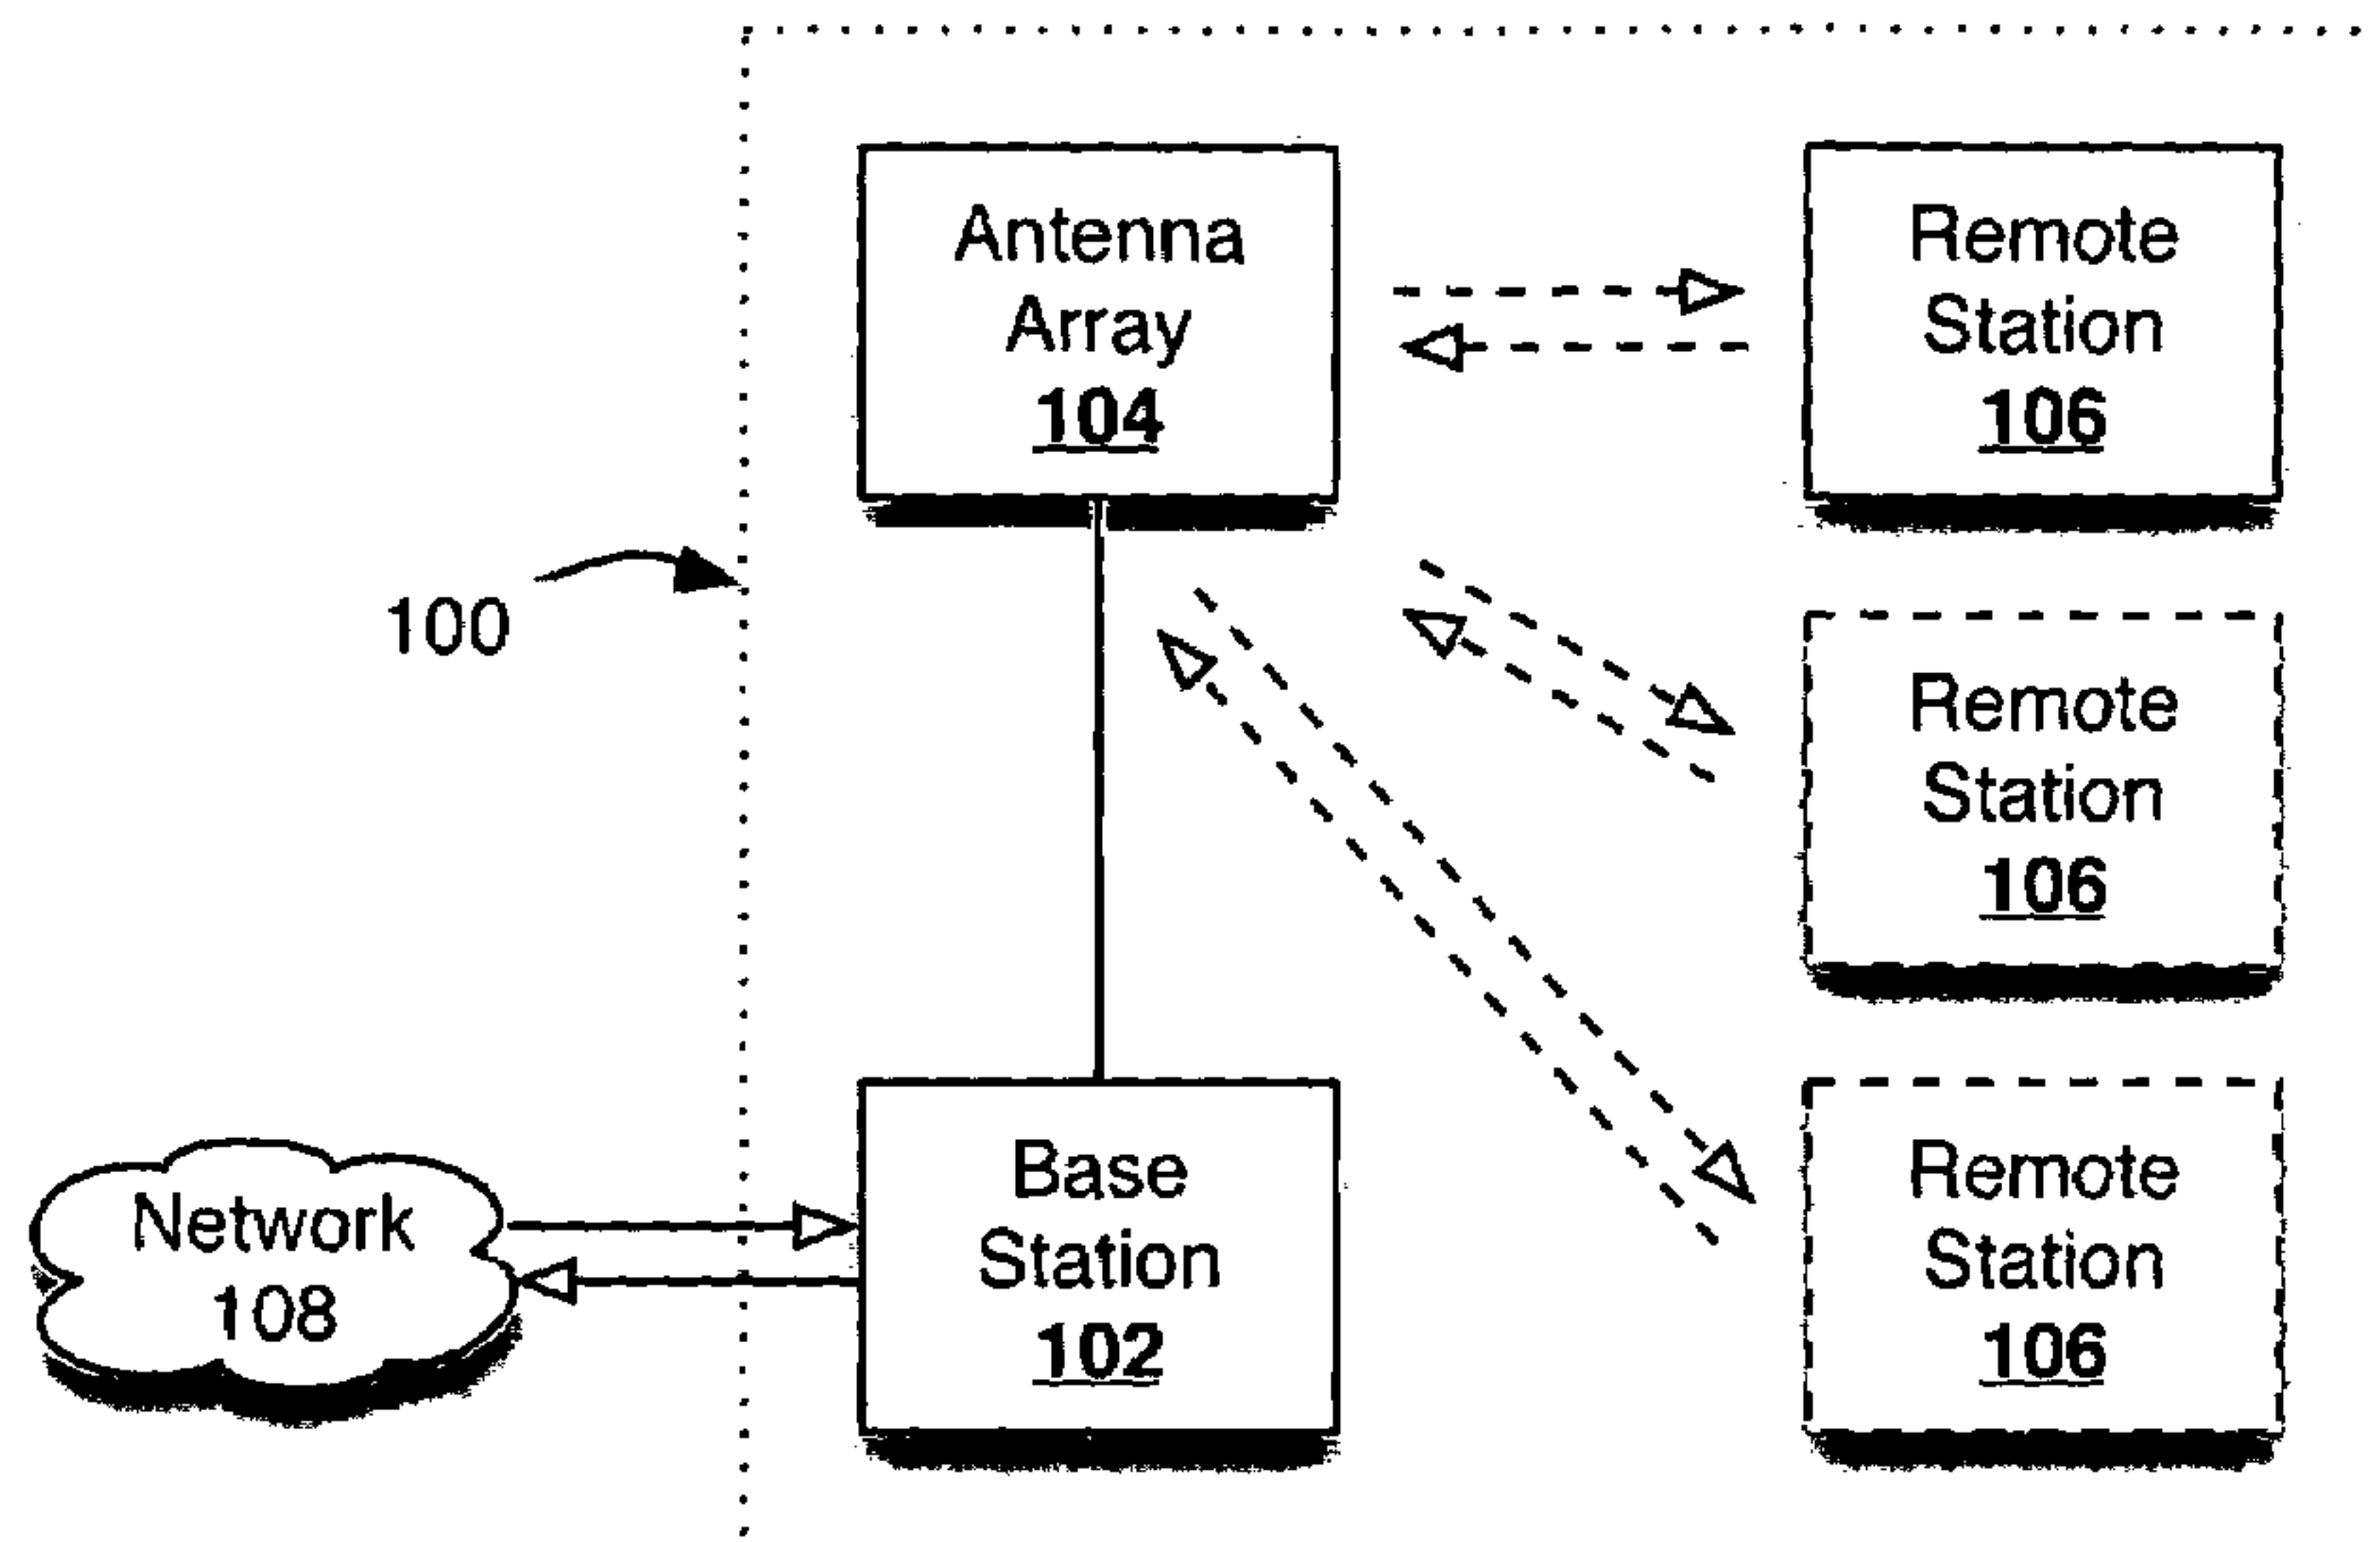 Antenna
Array
104
Remote
Station
106
100
Remote
Station
106
Network
108
Base
Station
102
Remote
Station
106